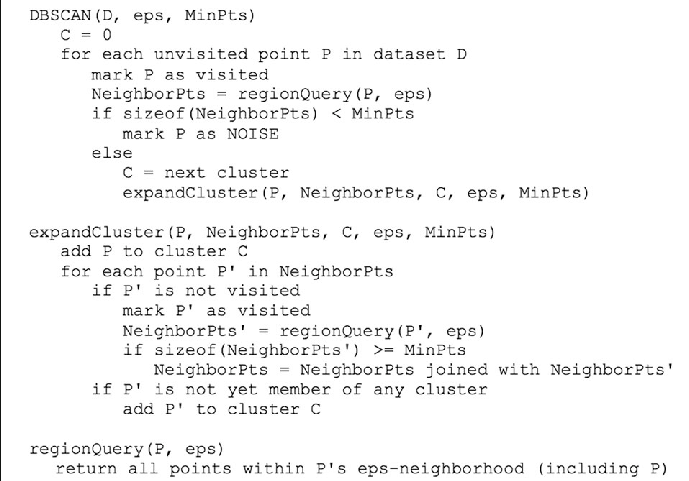 DBSCAN(D, eps, MinPts)
C = 0
for each unvisited point P in dataset D
mark P as visited
NeighborPts = regionQuery(P, eps)
if sizeof(NeighborPts) < MinPts
mark P as NOISE
else
C = next cluster
expandCluster(P, NeighborPts, C, eps, MinPts)
expandCluster(P, NeighborPts, C, eps, MinPts)
add P to cluster C
for each point P' in NeighborPts
if P' is not visited
mark P' as visited
NeighborPts' = regionQuery(P', eps)
if sizeof(NeighborPts') >= MinPts
NeighborPts = NeighborPts joined with NeighborPts'
if P' is not yet member of any cluster
add P' to cluster C
regionQuery(P, eps)
return all points within P's eps-neighborhood (including P)